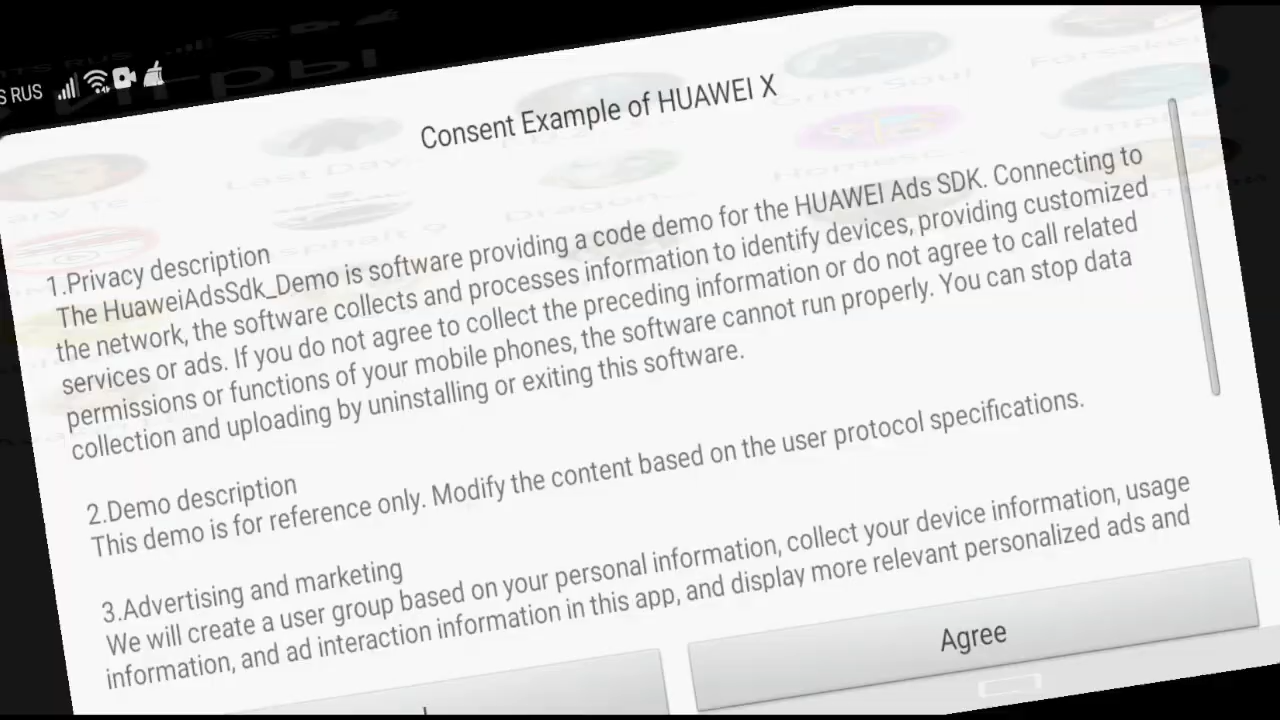 S RUS
Consent Example of HUAWEI X
1.Privacy description
The HuaweiAdsSdk_Demo is software providing a code demo for the HUAWEI Ads SDK. Connecting to
the network, the software collects and processes information to identify devices, providing customized
services or ads. If you do not agree to collect the preceding information or do not agree to call related
permissions or functions of your mobile phones, the software cannot run properly. You can stop data
collection and uploading by uninstalling or exiting this software.
2.Demo description
This demo is for reference only. Modify the content based on the user protocol specifications.
3.Advertising and marketing
We will create a user group based on your personal information, collect your device information, usage
information, and ad interaction information in this app, and display more relevant personalized ads and
Agree